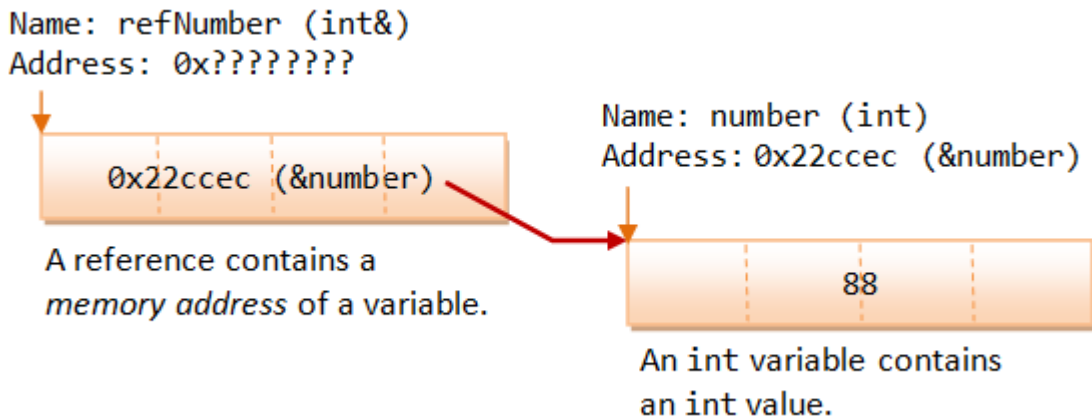 Name: refNumber (int&)
Address: 0x????????
0x22ccec (&number)
A reference contains a
memory address of a variable.
Name: number (int)
Address: 0x22ccec (&number)
88
An int variable contains
an int value.